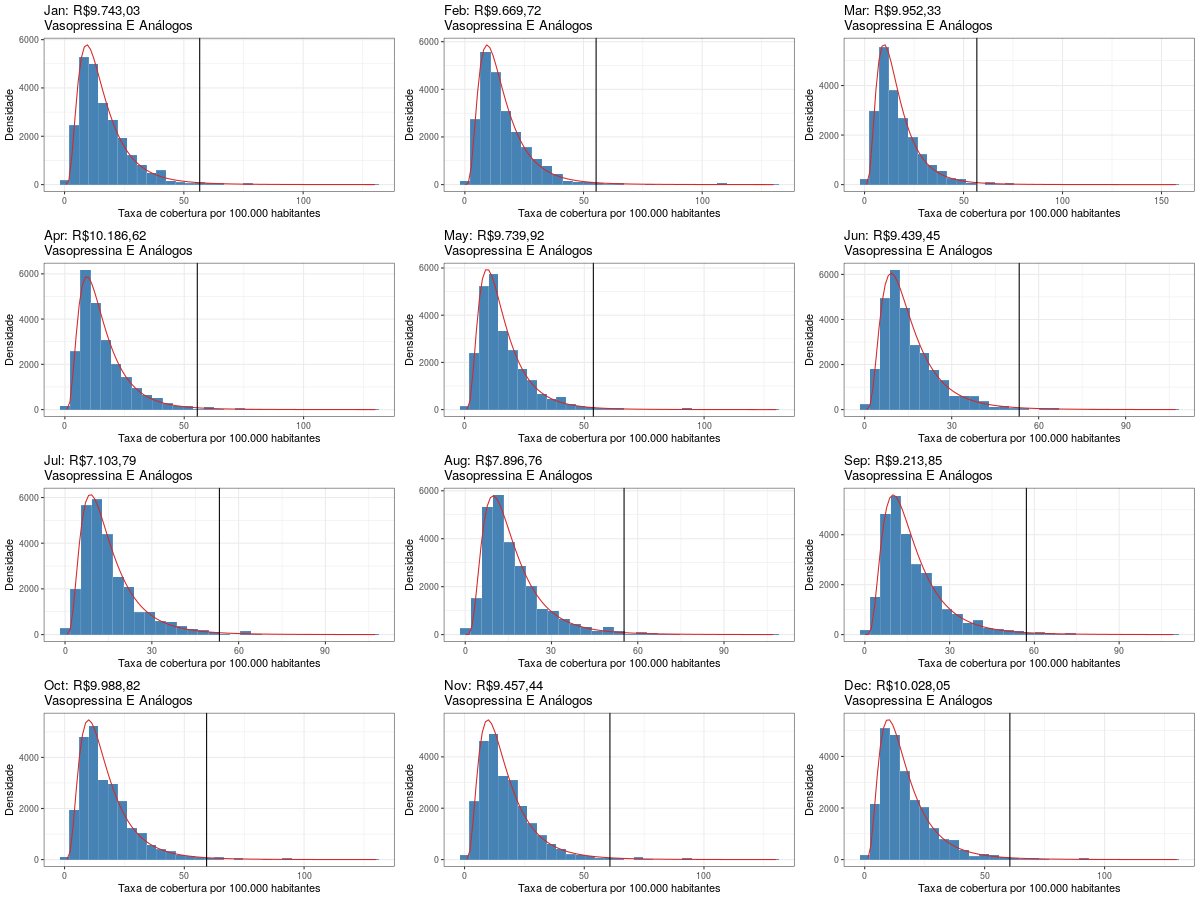 Jan: R$9.743,03
Vasopressina E Análogos
6000
4000
2000
0
Densidade
0
50
100
Taxa de cobertura por 100.000 habitantes
Feb: R$9.669,72
Vasopressina E Análogos
6000
4000
2000
0
Densidade
0
50
100
Taxa de cobertura por 100.000 habitantes
Mar: R$9.952,33
Vasopressina E Análogos
4000
2000
0
Densidade
0
50
100
150
Taxa de cobertura por 100.000 habitantes
Apr: R$10.186,62
Vasopressina E Análogos
6000
4000
2000
0
Densidade
0
50
100
Taxa de cobertura por 100.000 habitantes
May: R$9.739,92
Vasopressina E Análogos
6000
4000
2000
0
Densidade
0
50
100
Taxa de cobertura por 100.000 habitantes
Jun: R$9.439,45
Vasopressina E Análogos
6000
4000
2000
0
Densidade
0
30
60
90
Taxa de cobertura por 100.000 habitantes
Jul: R$7.103,79
Vasopressina E Análogos
6000
4000
2000
0
Densidade
0
30
60
90
Taxa de cobertura por 100.000 habitantes
Aug: R$7.896,76
Vasopressina E Análogos
6000
4000
2000
0
Densidade
0
30
60
90
Taxa de cobertura por 100.000 habitantes
Sep: R$9.213,85
Vasopressina E Análogos
4000
2000
0
Densidade
0
30
60
90
Taxa de cobertura por 100.000 habitantes
Oct: R$9.988,82
Vasopressina E Análogos
4000
2000
0
Densidade
0
50
100
Taxa de cobertura por 100.000 habitantes
Nov: R$9.457,44
Vasopressina E Análogos
4000
2000
0
Densidade
0
50
100
Taxa de cobertura por 100.000 habitantes
Dec: R$10.028,05
Vasopressina E Análogos
4000
2000
0
Densidade
0
50
100
Taxa de cobertura por 100.000 habitantes